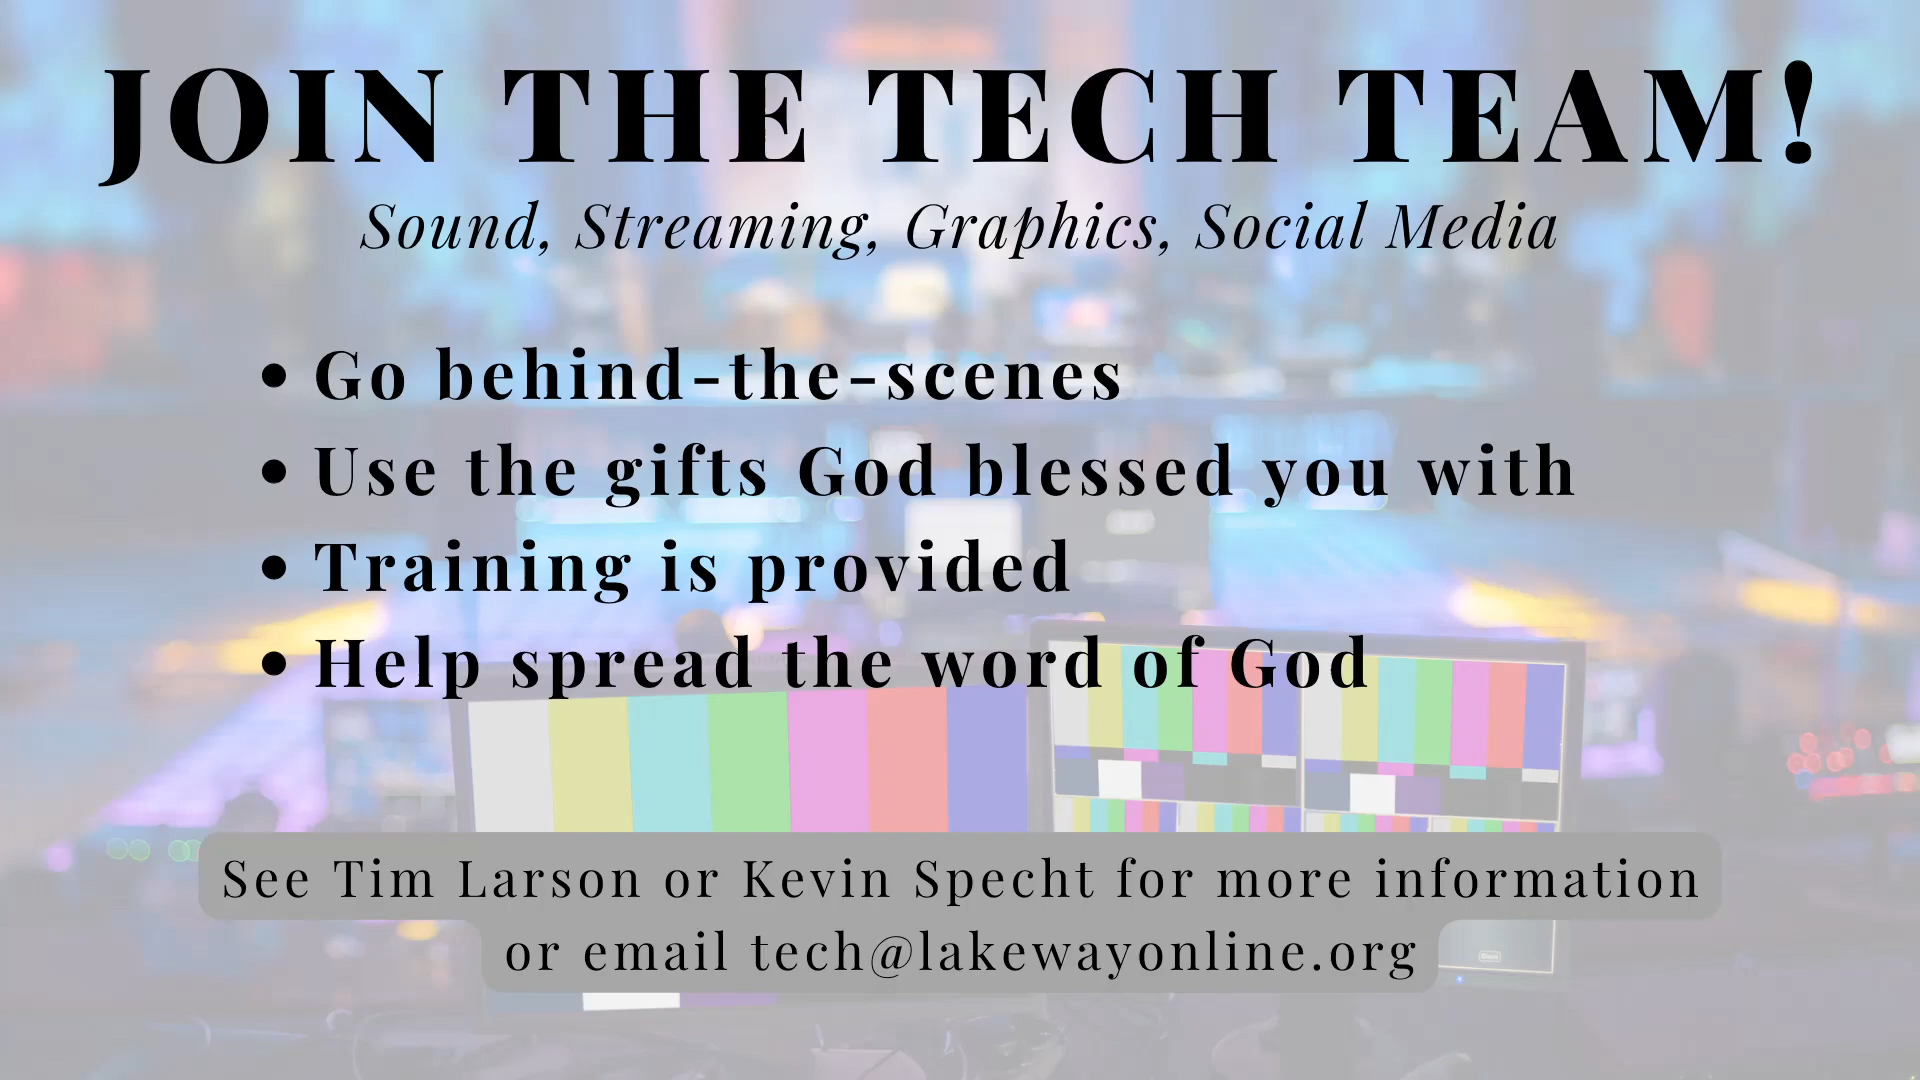 JOIN THE TECH TEAM!
Sound, Streaming, Graphics, Social Media
• Go behind-the-scenes
• Use the gifts God blessed you with
• Training is provided
• Help spread the word of God
See Tim Larson or Kevin Specht for more information
or email tech@lakewayonline.org